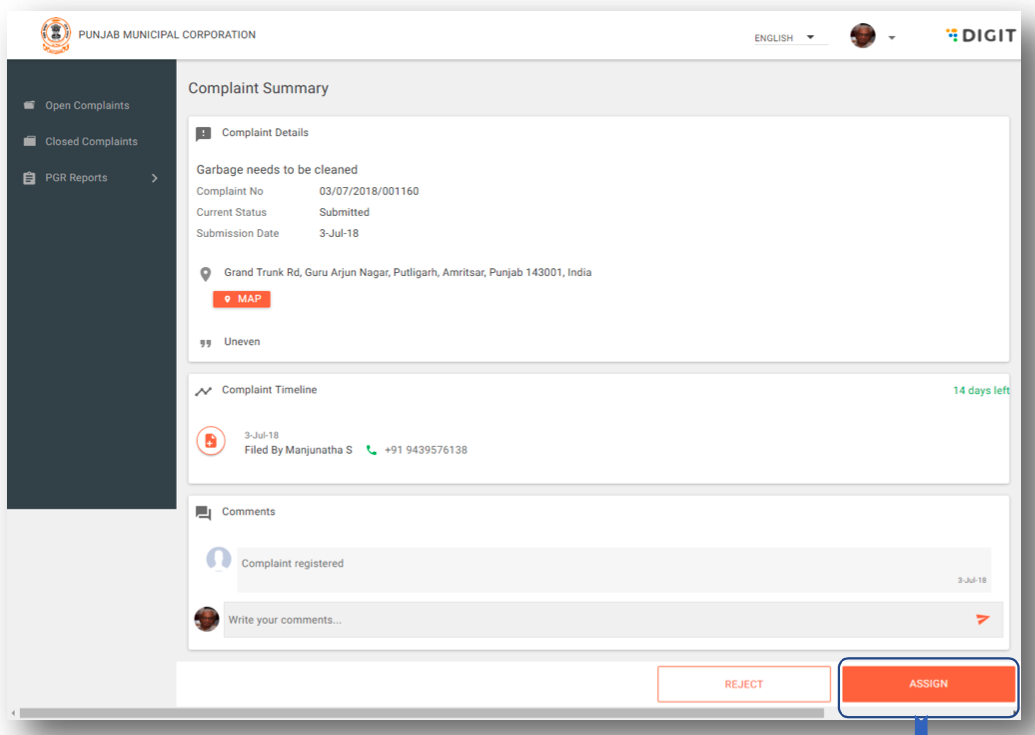 PUNJAB MUNICIPAL CORPORATION
ENGLISH
DIGIT
Open Complaints
Closed Complaints
PGR Reports
Complaint Summary
Complaint Details
Garbage needs to be cleaned
Complaint No 03/07/2018/001160
Current Status Submitted
Submission Date 3-Jul-18
Grand Trunk Rd, Guru Arjun Nagar, Putligarh, Amritsar, Punjab 143001, India
MAP
Uneven
Complaint Timeline 14 days left
3-Jul-18
Filed By Manjunatha S +91 9439576138
Comments
Complaint registered
3-Jul-18
Write your comments...
REJECT ASSIGN